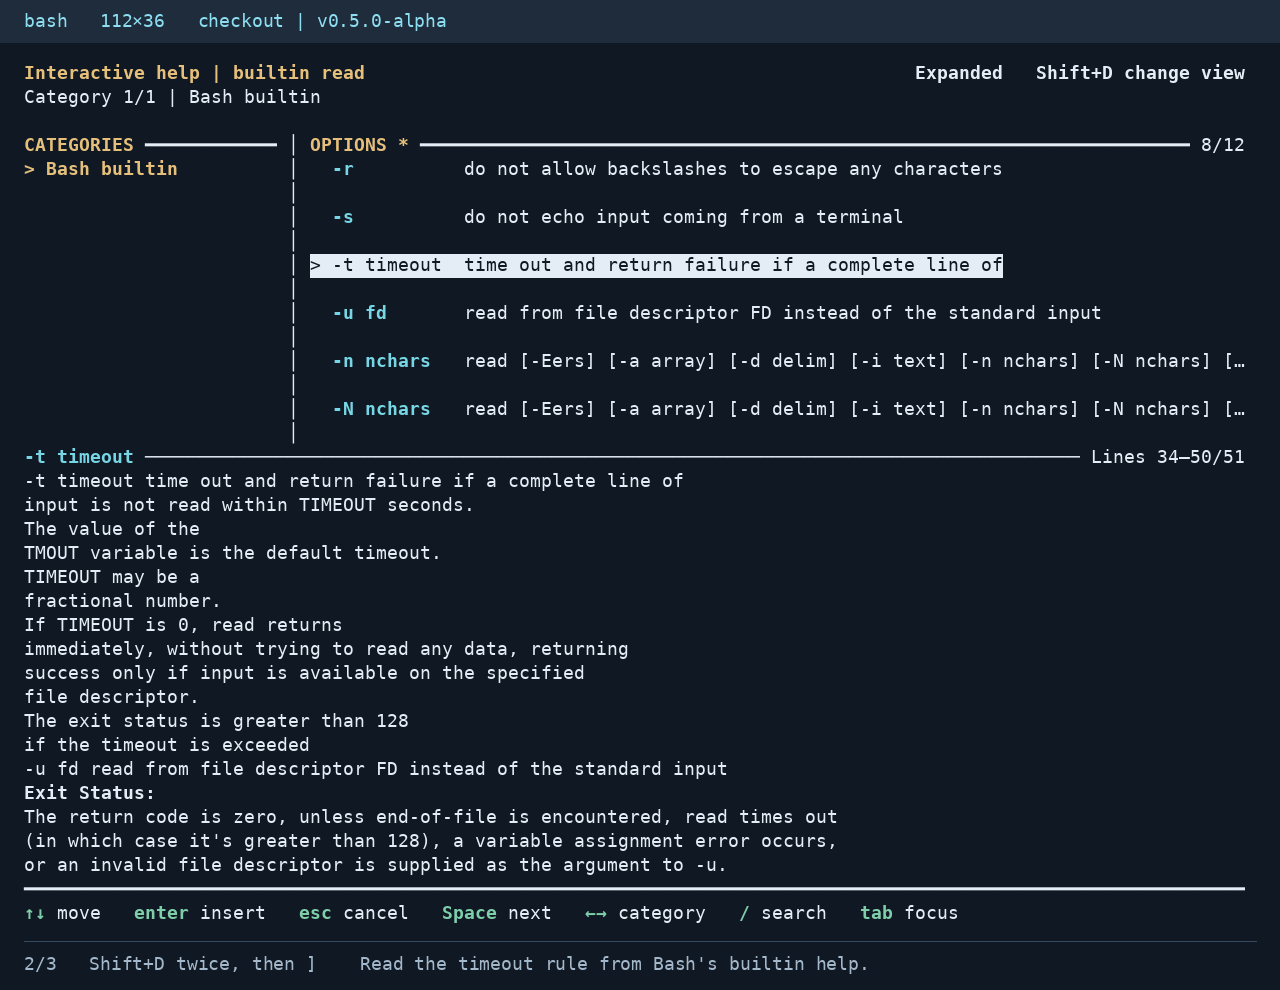 bash   112×36   checkout | v0.5.0-alpha
Interactive help | builtin read   Expanded   Shift+D change view
Category 1/1 | Bash builtin
CATEGORIES   OPTIONS *   8/12
> Bash builtin   -r   do not allow backslashes to escape any characters
-s   do not echo input coming from a terminal
> -t timeout  time out and return failure if a complete line of
-u fd   read from file descriptor FD instead of the standard input
-n nchars   read [-Eers] [-a array] [-d delim] [-i text] [-n nchars] [-N nchars] […
-N nchars   read [-Eers] [-a array] [-d delim] [-i text] [-n nchars] [-N nchars] […
-t timeout   Lines 34–50/51
-t timeout time out and return failure if a complete line of
input is not read within TIMEOUT seconds.
The value of the
TMOUT variable is the default timeout.
TIMEOUT may be a
fractional number.
If TIMEOUT is 0, read returns
immediately, without trying to read any data, returning
success only if input is available on the specified
file descriptor.
The exit status is greater than 128
if the timeout is exceeded
-u fd read from file descriptor FD instead of the standard input
Exit Status:
The return code is zero, unless end-of-file is encountered, read times out
(in which case it's greater than 128), a variable assignment error occurs,
or an invalid file descriptor is supplied as the argument to -u.
↑↓ move   enter insert   esc cancel   Space next   ←→ category   / search   tab focus
2/3   Shift+D twice, then ]    Read the timeout rule from Bash's builtin help.